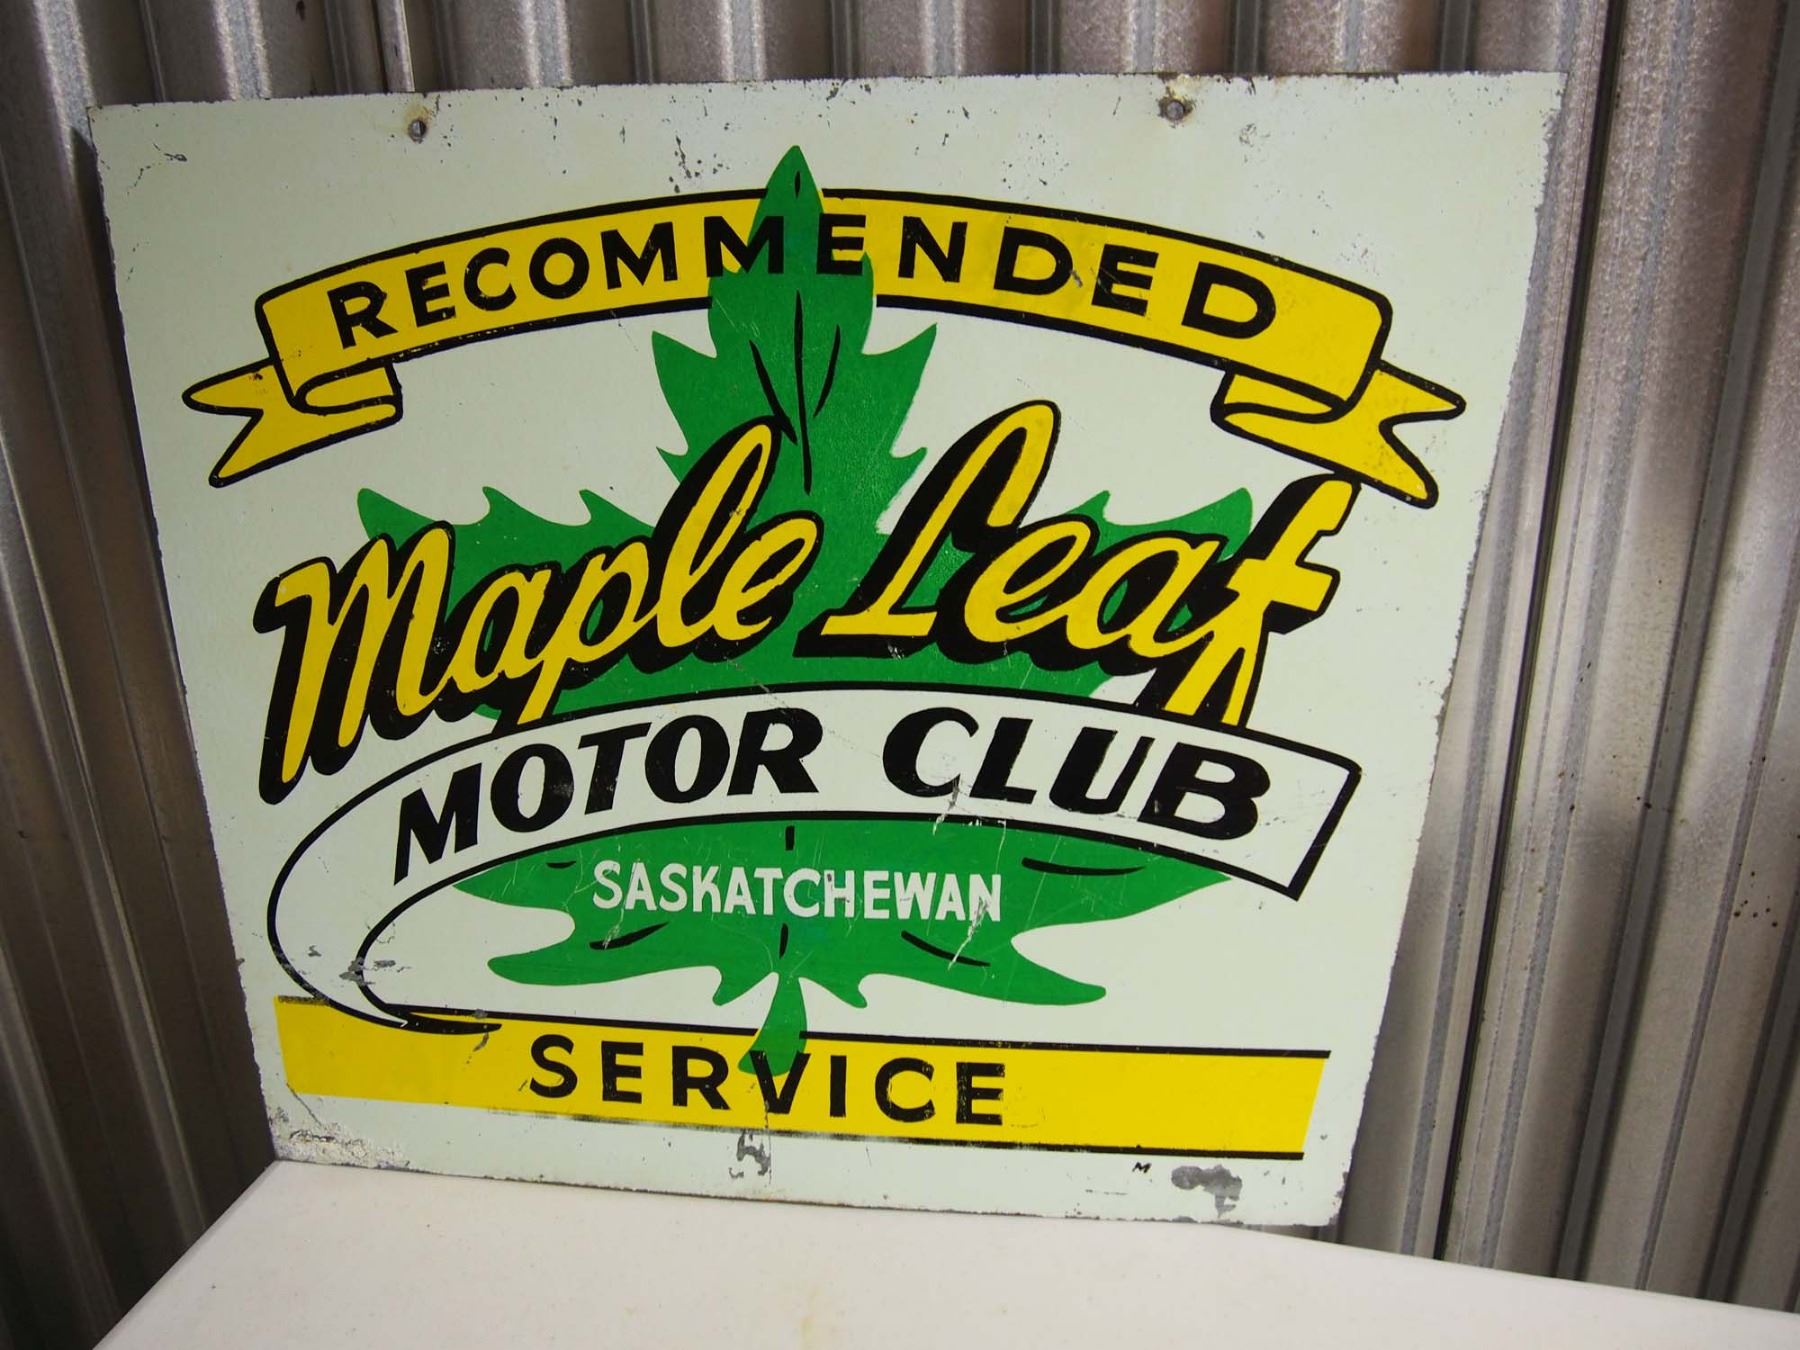 RECOMMENDED
Maple Leaf
MOTOR CLUB
SASKATCHEWAN
SERVICE
M